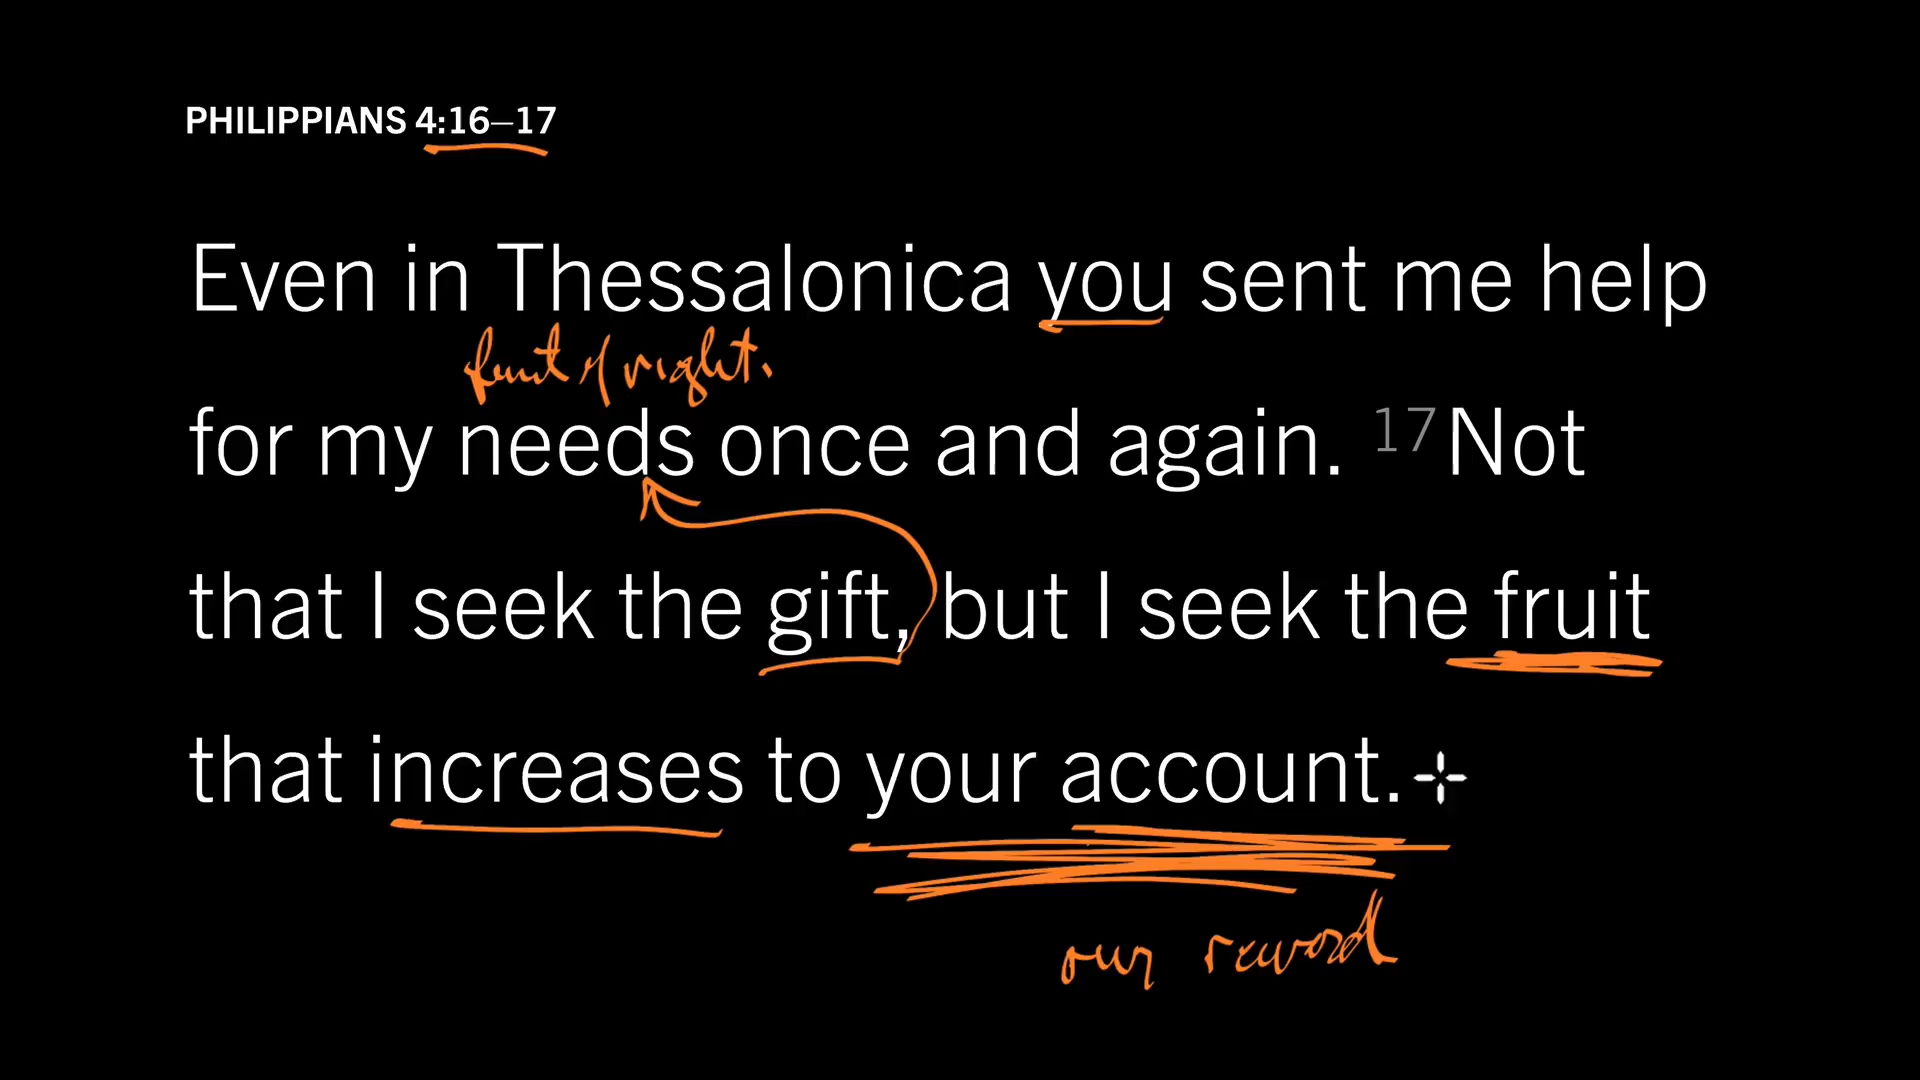 PHILIPPIANS 4:16–17
Even in Thessalonica you sent me help
fruit of right.
for my needs once and again. 17 Not
that I seek the gift, but I seek the fruit
that increases to your account.
our reward